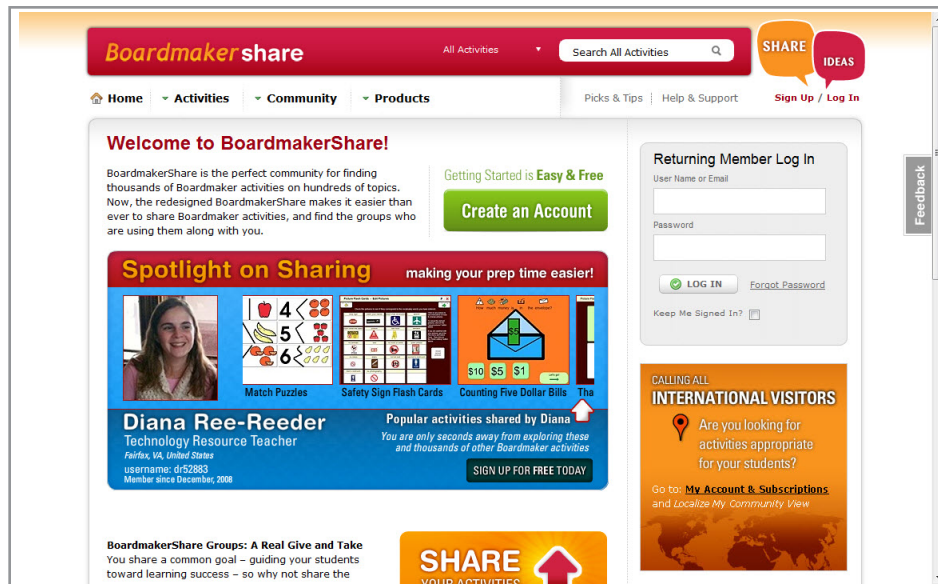 Boardmaker share
All Activities
Search All Activities
SHARE
IDEAS
Home
Activities
Community
Products
Picks & Tips
Help & Support
Sign Up / Log In
Welcome to BoardmakerShare!
BoardmakerShare is the perfect community for finding
thousands of Boardmaker activities on hundreds of topics.
Now, the redesigned BoardmakerShare makes it easier than
ever to share Boardmaker activities, and find the groups who
are using them along with you.
Getting Started is Easy & Free
Create an Account
Spotlight on Sharing
making your prep time easier!
4
5
6
$5
$10 $5 $1
Match Puzzles
Safety Sign Flash Cards
Counting Five Dollar Bills
Tha
Diana Ree-Reeder
Technology Resource Teacher
Fairfax, VA, United States
username: dr52883
Member since December, 2008
Popular activities shared by Diana
You are only seconds away from exploring these
and thousands of other Boardmaker activities
SIGN UP FOR FREE TODAY
BoardmakerShare Groups: A Real Give and Take
You share a common goal – guiding your students
toward learning success – so why not share the
SHARE
YOUR ACTIVITIES
Returning Member Log In
User Name or Email
Password
LOG IN
Forgot Password
Keep Me Signed In?
CALLING ALL
INTERNATIONAL VISITORS
Are you looking for
activities appropriate
for your students?
Go to: My Account & Subscriptions
and Localize My Community View
Feedback